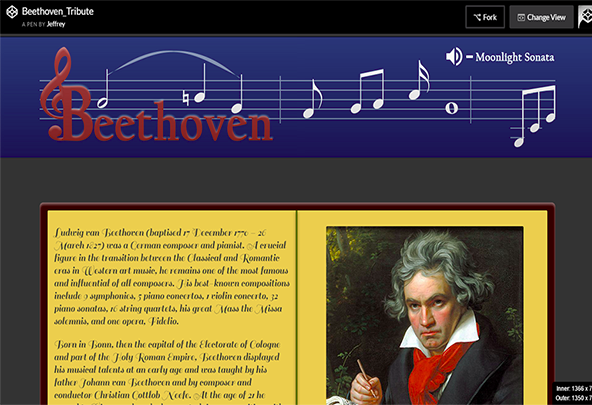 Beethoven_Tribute
A PEN BY Jeffrey
Fork
Change View
Moonlight Sonata
Beethoven
Ludwig van Beethoven (baptised 17 December 1770 – 26
March 1827) was a German composer and pianist. A crucial
figure in the transition between the Classical and Romantic
eras in Western art music, he remains one of the most famous
and influential of all composers. His best-known compositions
include 9 symphonies, 5 piano concertos, 1 violin concerto, 32
piano sonatas, 16 string quartets, his great Mass the Missa
solemnis, and one opera, Fidelio.
Born in Bonn, then the capital of the Electorate of Cologne
and part of the Holy Roman Empire, Beethoven displayed
his musical talents at an early age and was taught by his
father Johann van Beethoven and by composer and
conductor Christian Gottlob Neefe. At the age of 21 he
Inner: 1366 x 7
Outer: 1350 x 7